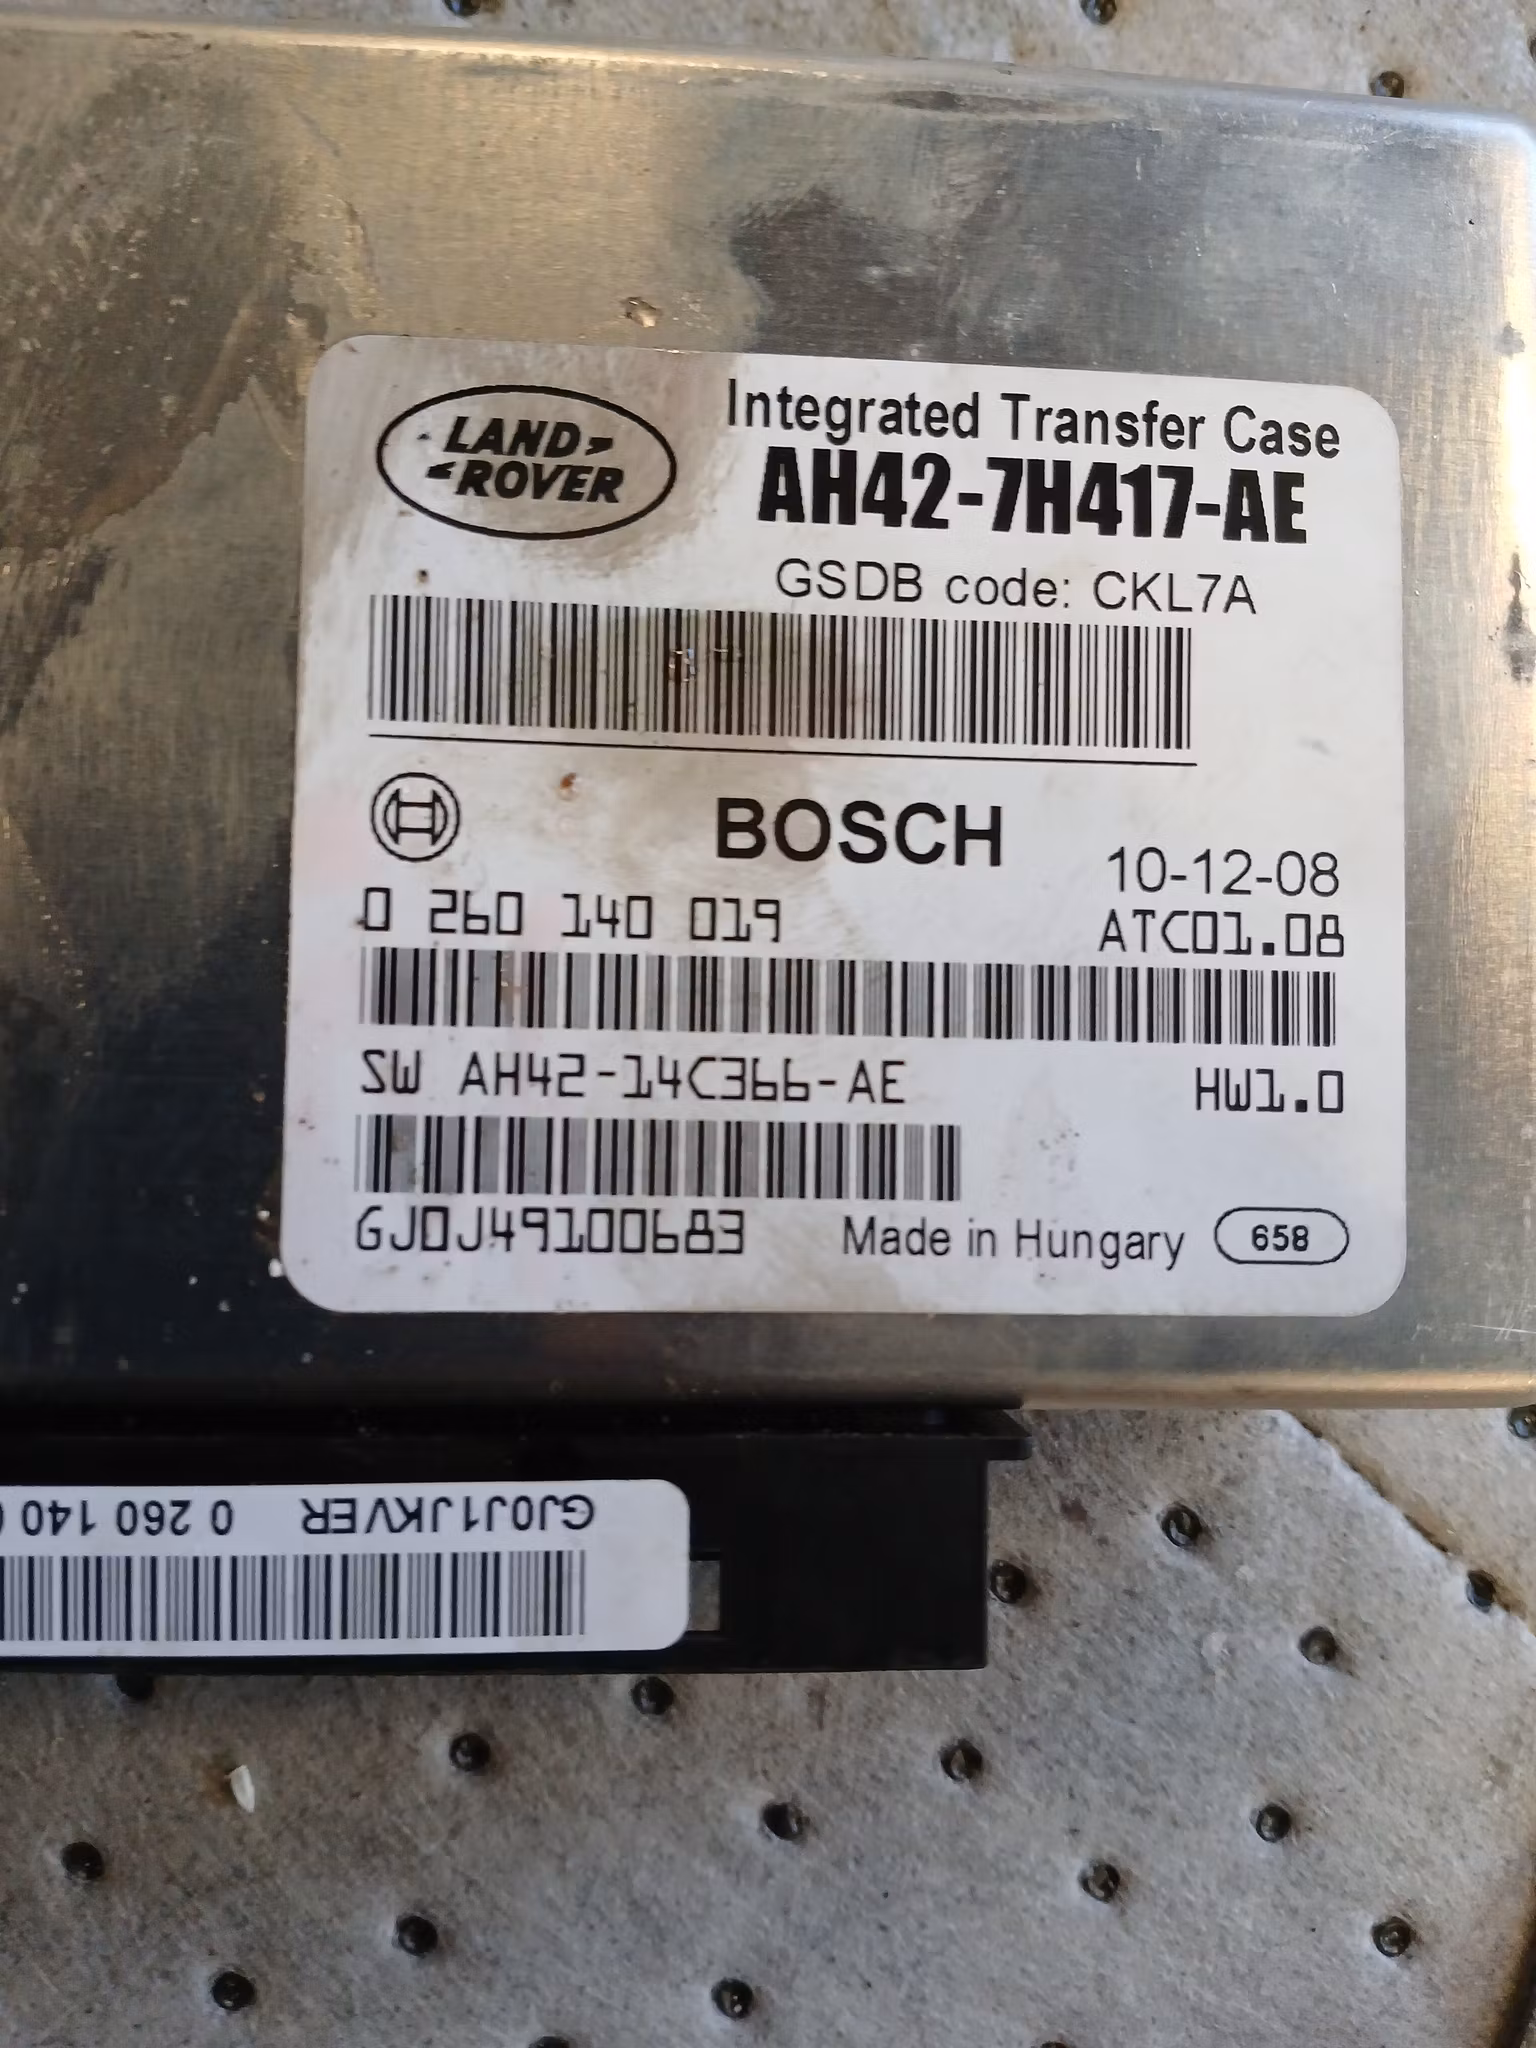 LAND
ROVER
Integrated Transfer Case
AH42-7H417-AE
GSDB code: CKL7A
BOSCH
10-12-08
0 260 140 019
ATC01.08
SW AH42-14C366-AE
HW1.0
GJ0J49100683
Made in Hungary
658
GJ0J1JKVER 0 260 140